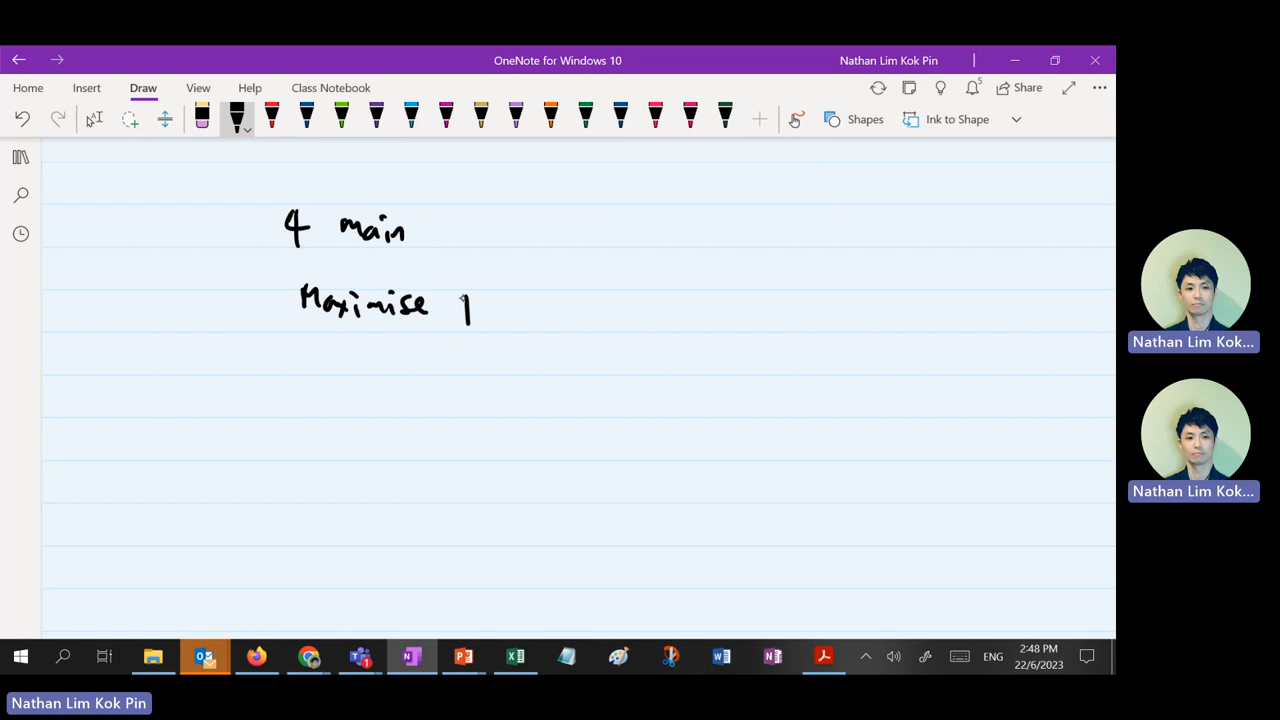 OneNote for Windows 10
Nathan Lim Kok Pin
Home Insert Draw View Help Class Notebook
5
Share
Shapes
Ink to Shape
4 main
Maximise
Nathan Lim Kok...
Nathan Lim Kok...
1
ENG
2:48 PM
22/6/2023
Nathan Lim Kok Pin